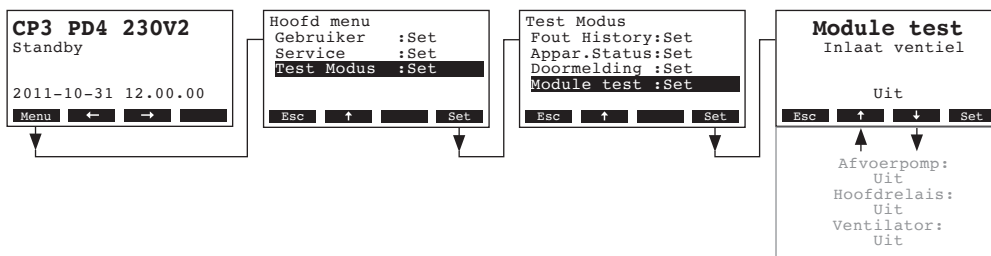 CP3 PD4 230V2
Standby
2011-10-31 12.00.00
Menu ← →
Hoofd menu
Gebruiker :Set
Service :Set
Test Modus :Set
Esc ↑ Set
Test Modus
Fout History:Set
Appar.Status:Set
Doormelding :Set
Module test :Set
Esc ↑ Set
Module test
Inlaat ventiel
Uit
Esc ↑ ↓ Set
Afvoerpomp:
Uit
Hoofdrelais:
Uit
Ventilator:
Uit